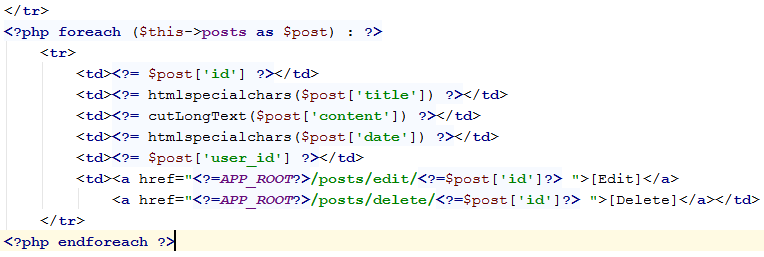 </tr>
<?php foreach ($this->posts as $post) : ?>
<tr>
<td><?= $post['id'] ?></td>
<td><?= htmlspecialchars($post['title']) ?></td>
<td><?= cutLongText($post['content']) ?></td>
<td><?= htmlspecialchars($post['date']) ?></td>
<td><?= $post['user_id'] ?></td>
<td><a href="<?=APP_ROOT?>/posts/edit/<?=$post['id']?> ">[Edit]</a>
<a href="<?=APP_ROOT?>/posts/delete/<?=$post['id']?> ">[Delete]</a></td>
</tr>
<?php endforeach ?>